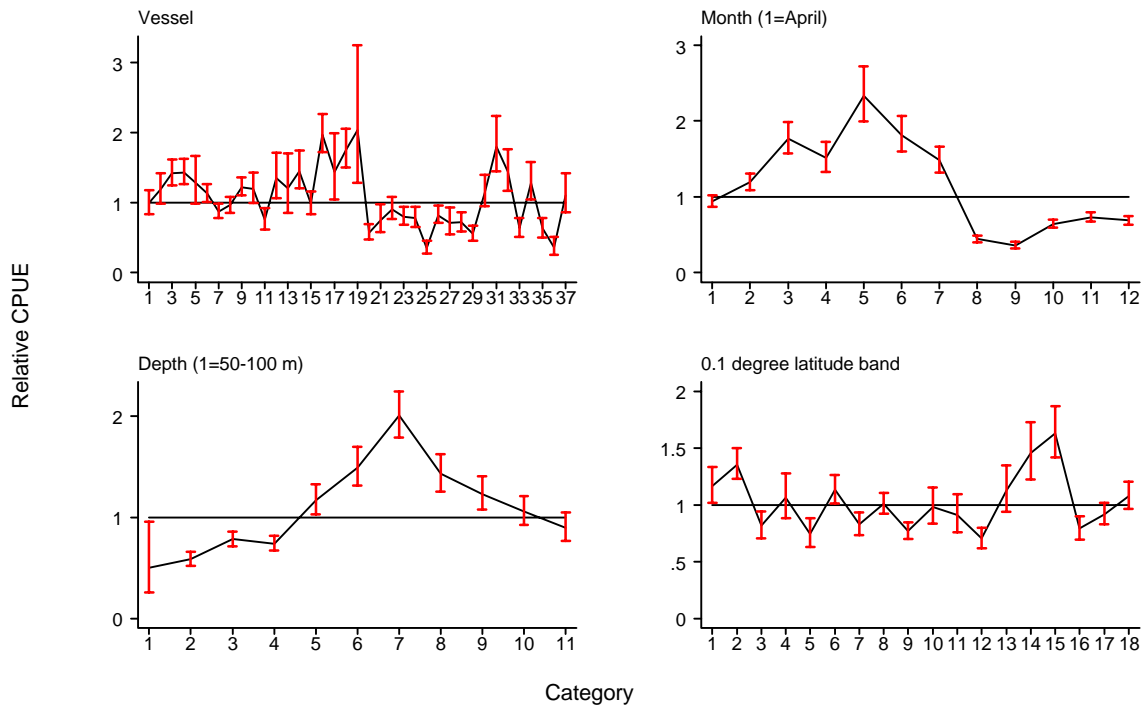 Vessel
3
2
1
0
1 3 5 7 9 11 13 15 17 19 21 23 25 27 29 31 33 35 37
Month (1=April)
3
2
1
0
1 2 3 4 5 6 7 8 9 10 11 12
Relative CPUE
Depth (1=50-100 m)
2
1
0
1 2 3 4 5 6 7 8 9 10 11
0.1 degree latitude band
2
1.5
1
.5
0
1 2 3 4 5 6 7 8 9 10 11 12 13 14 15 16 17 18
Category